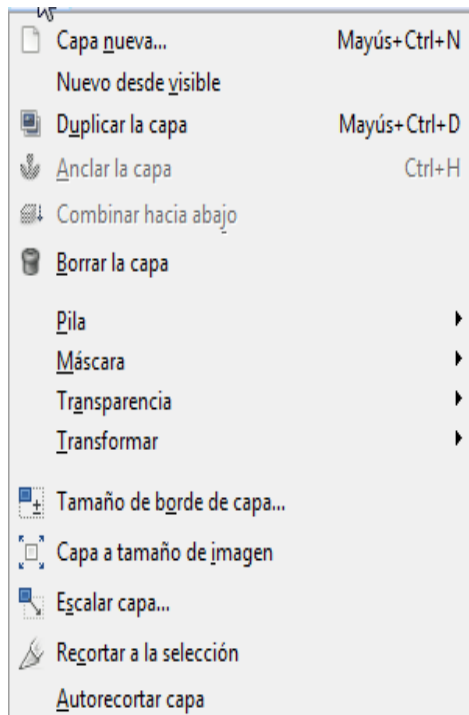 Capa nueva... Mayús+Ctrl+N
Nuevo desde visible
Duplicar la capa Mayús+Ctrl+D
Anclar la capa Ctrl+H
Combinar hacia abajo
Borrar la capa
Pila
Máscara
Transparencia
Transformar
Tamaño de borde de capa...
Capa a tamaño de imagen
Escalar capa...
Recortar a la selección
Autorecortar capa